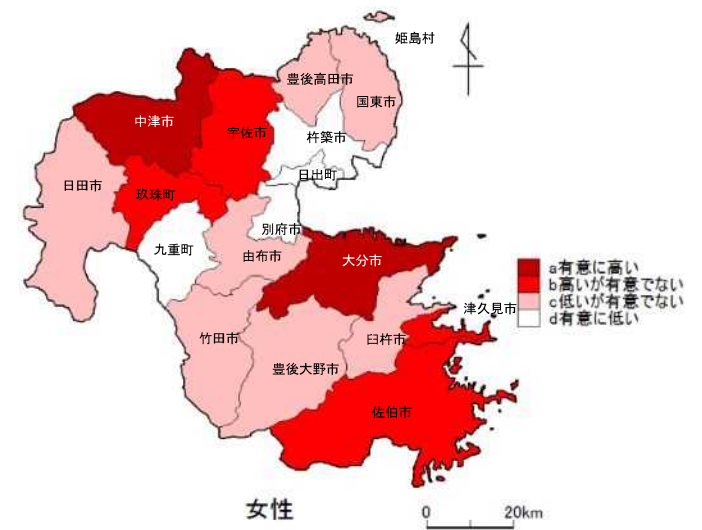 姫島村
豊後高田市
国東市
中津市
宇佐市
杵築市
日出町
日田市
玖珠町
別府市
九重町
由布市
大分市
a有意に高い
b高いが有意でない
c低いが有意でない
d有意に低い
津久見市
竹田市
臼杵市
豊後大野市
佐伯市
女性
0 20km